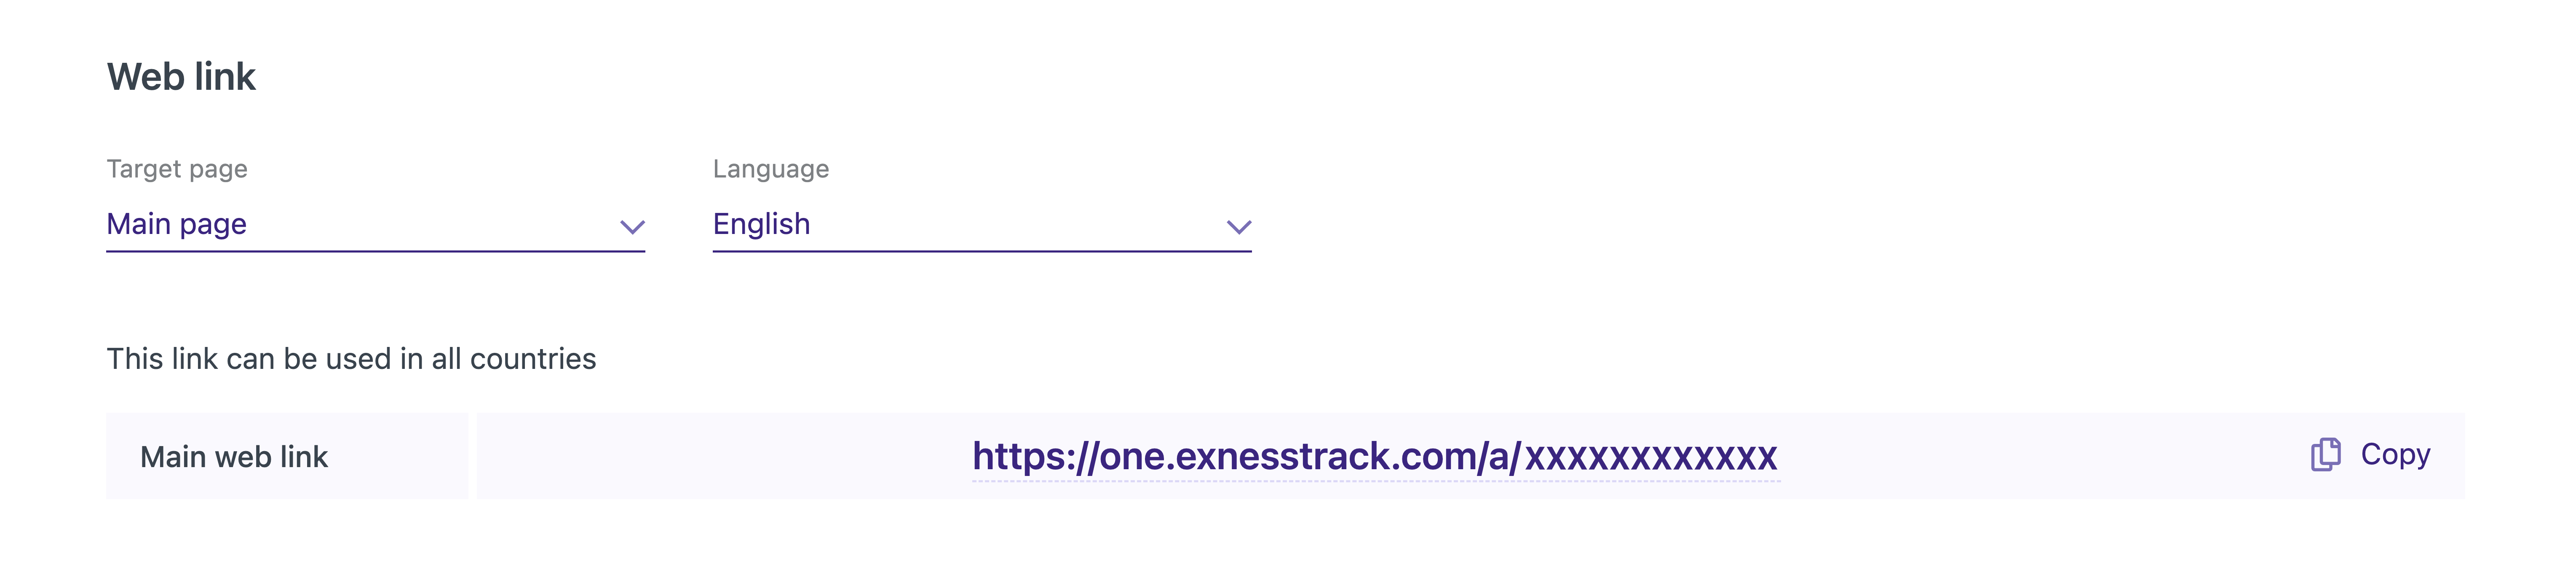 Web link
Target page
Language
Main page
English
This link can be used in all countries
Main web link
https://one.exnesstrack.com/a/xxxxxxxxxxxx
Copy